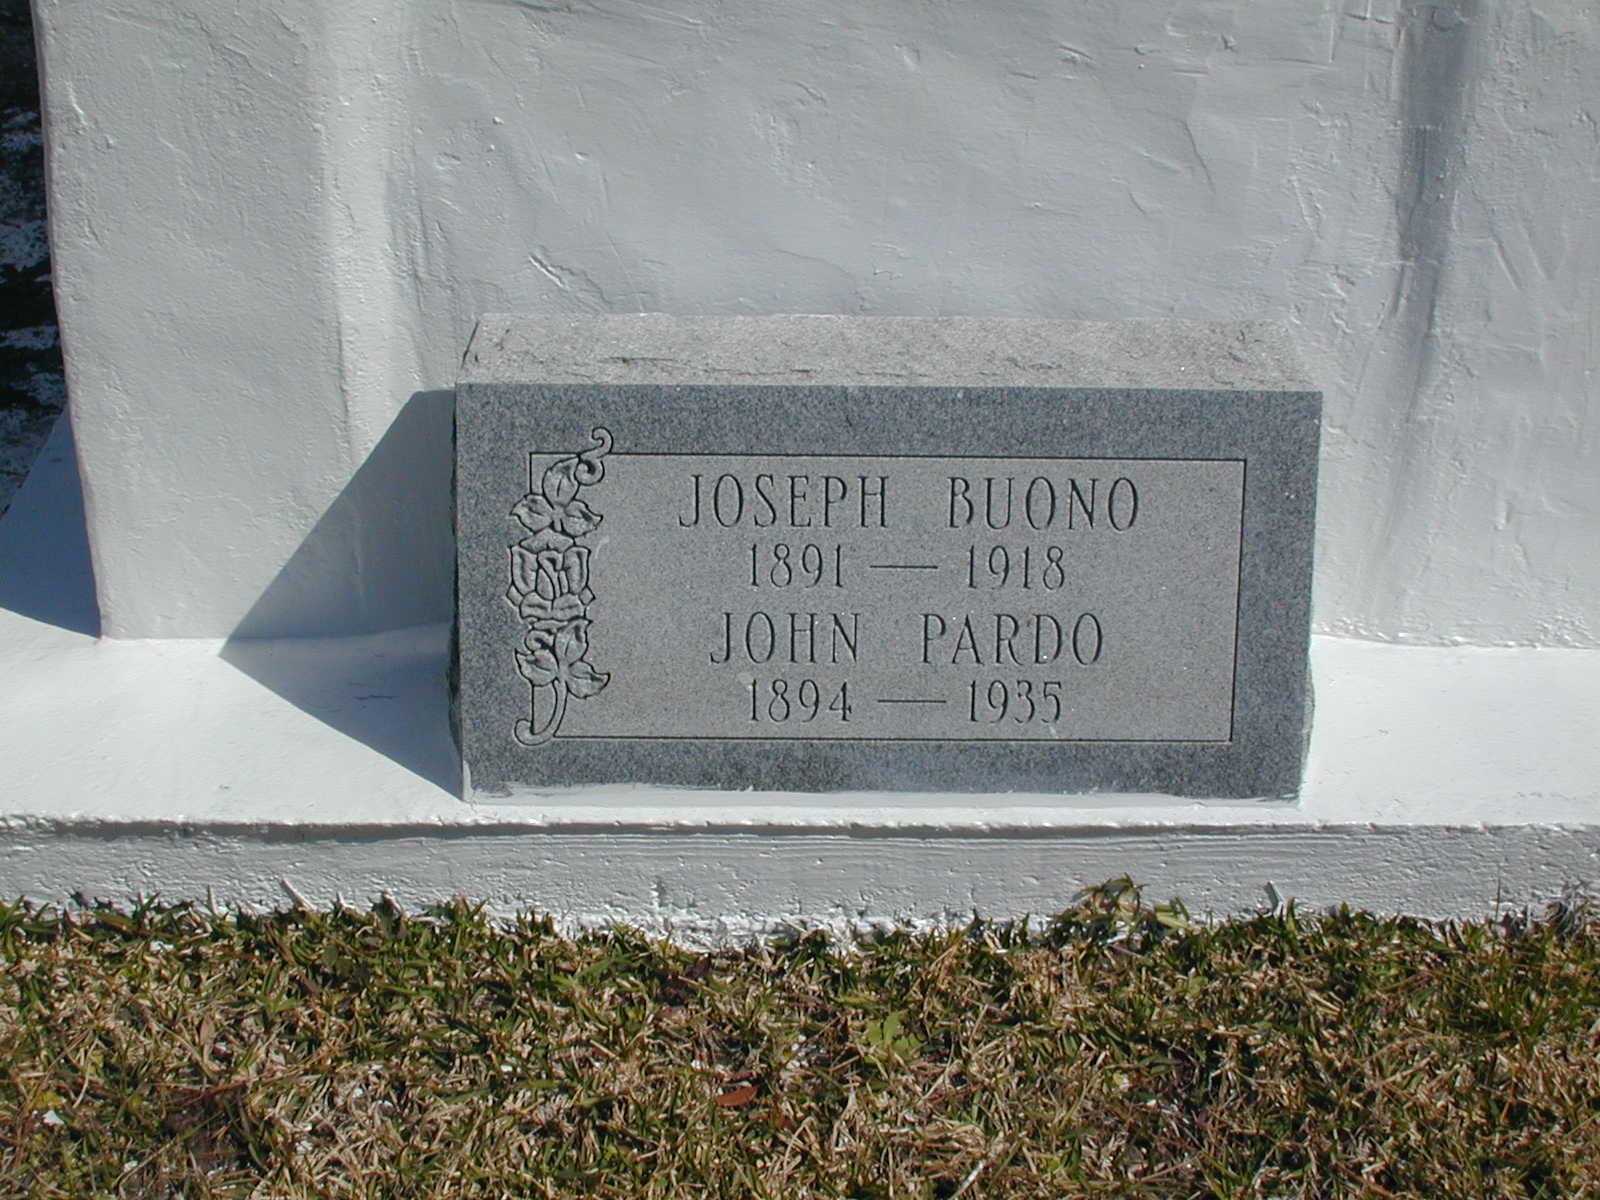 JOSEPH BUONO
1891 — 1918
JOHN PARDO
1894 — 1935